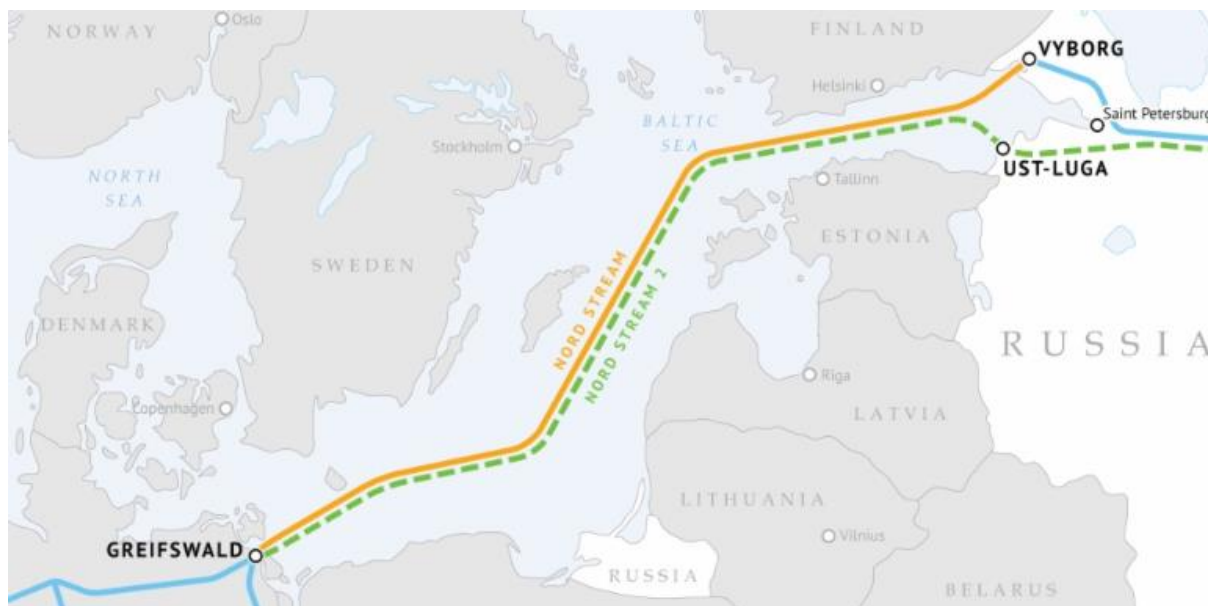 NORWAY
Oslo
FINLAND
VYBORG
Helsinki
Saint Petersburg
BALTIC
SEA
Stockholm
UST-LUGA
NORTH
SEA
Tallinn
ESTONIA
SWEDEN
NORD STREAM
NORD STREAM 2
DENMARK
RUSSIA
Riga
Copenhagen
LATVIA
LITHUANIA
GREIFSWALD
Vilnius
RUSSIA
BELARUS